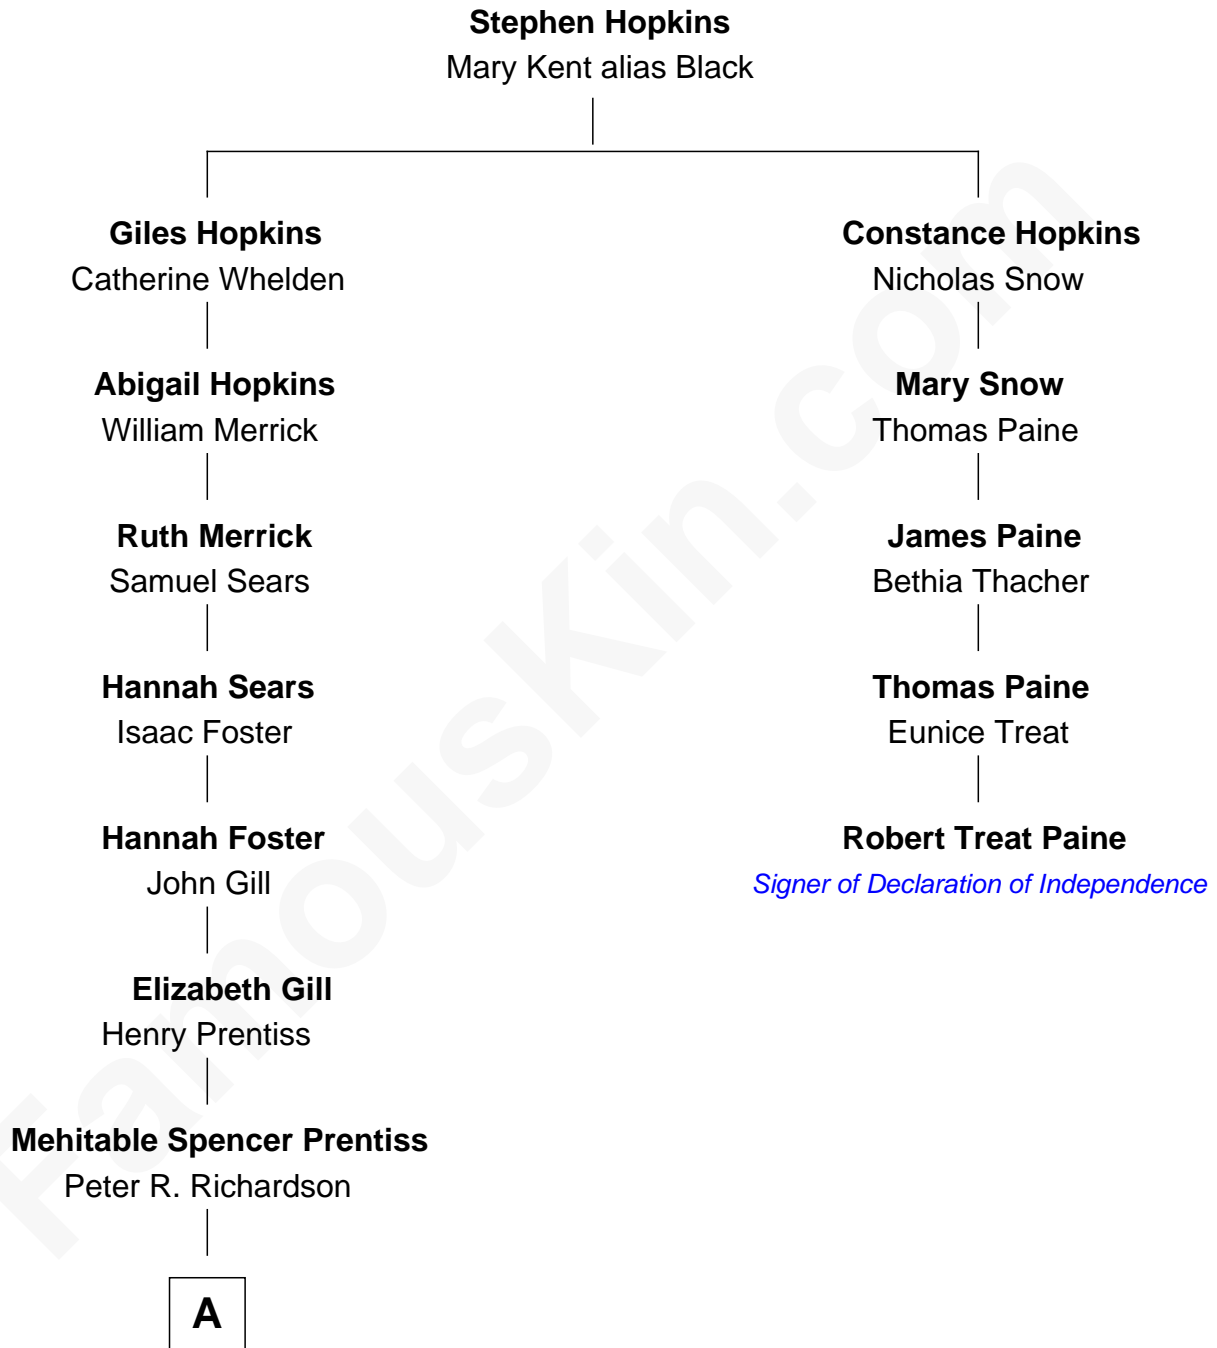 Stephen Hopkins
Mary Kent alias Black
Giles Hopkins
Catherine Whelden
Abigail Hopkins
William Merrick
Ruth Merrick
Samuel Sears
Hannah Sears
Isaac Foster
Hannah Foster
John Gill
Elizabeth Gill
Henry Prentiss
Mehitable Spencer Prentiss
Peter R. Richardson
A
Constance Hopkins
Nicholas Snow
Mary Snow
Thomas Paine
James Paine
Bethia Thacher
Thomas Paine
Eunice Treat
Robert Treat Paine
Signer of Declaration of Independence
FamousKin.com